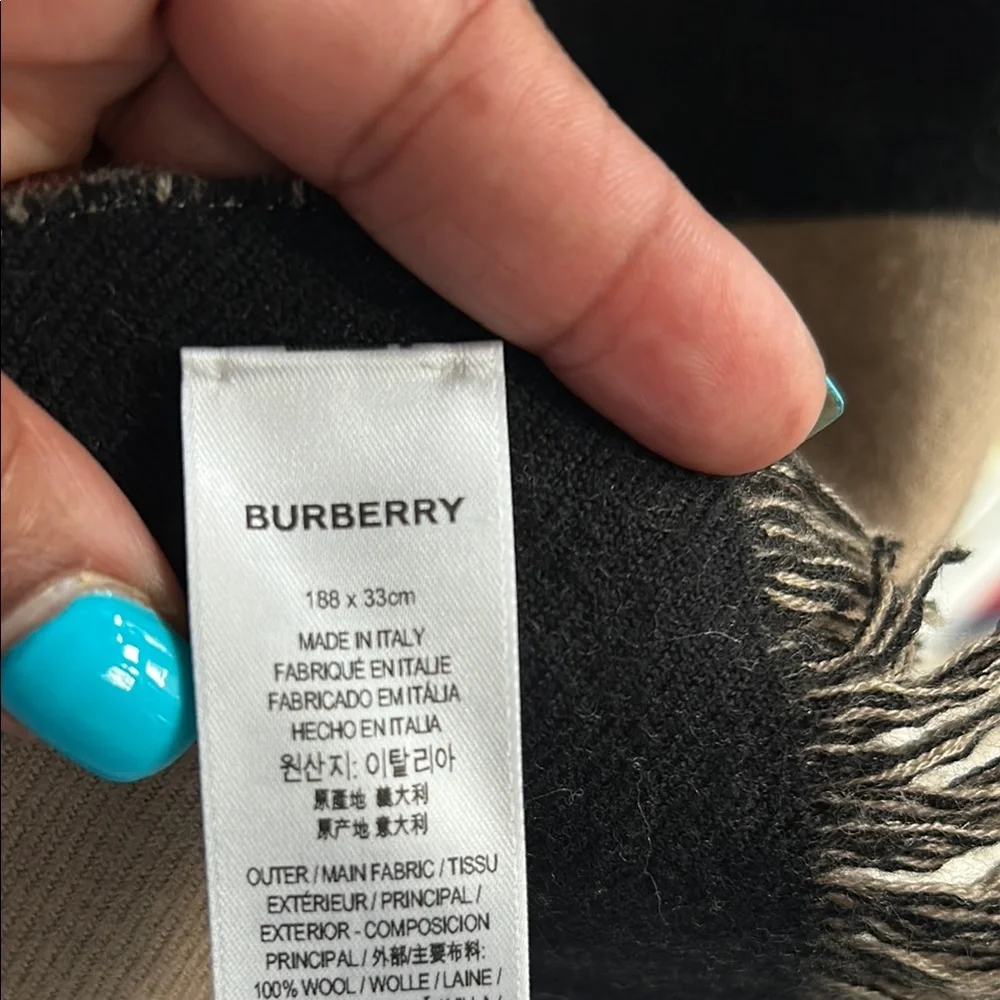 BURBERRY
188 x 33cm
MADE IN ITALY
FABRIQUÉ EN ITALIE
FABRICADO EM ITÁLIA
HECHO EN ITALIA
원산지: 이탈리아
原產地 義大利
原产地 意大利
OUTER / MAIN FABRIC / TISSU
EXTÉRIEUR / PRINCIPAL /
EXTERIOR - COMPOSICION
PRINCIPAL / 外部/主要布料:
100% WOOL / WOLLE / LAINE /